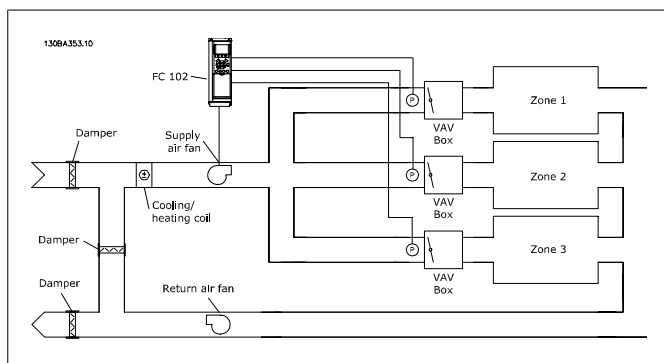 130BA353.10
FC 102
P
VAV
Box
Zone 1
Damper
Supply
air fan
P
VAV
Box
Zone 2
Cooling/
heating coil
Damper
P
VAV
Box
Zone 3
Damper
Return air fan